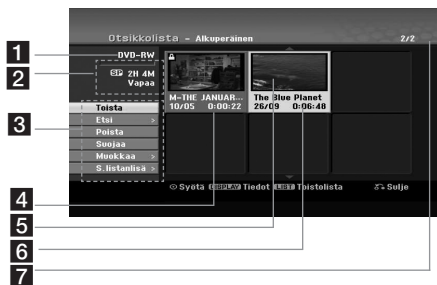 Otsikkolista – Alkuperäinen 2/2
1
DVD-RW
2
SP 2H 4M
Vapaa
3
Toista
Etsi >
Poista
Suojaa
Muokkaa >
S.listanlisä >
M-THE JANUAR...
10/05 0:00:22
The Blue Planet
26/09 0:06:48
4
5
6
7
Syötä DISPLAY Tiedot LIST Toistolista Sulje